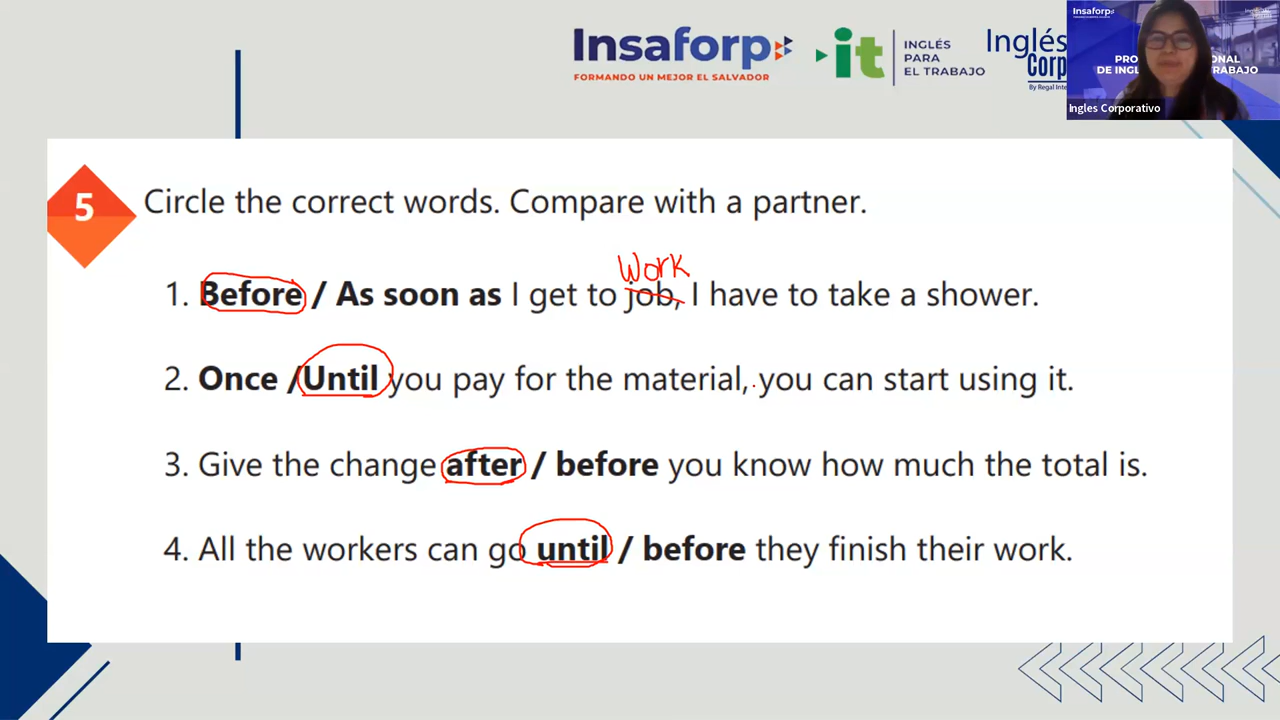 Insaforp
FORMANDO UN MEJOR EL SALVADOR
it
INGLÉS
PARA
EL TRABAJO
Inglés
Corp
By Regal Inte
Insaforp
Ingles Corporativo
5
Circle the correct words. Compare with a partner.
Work
1. Before / As soon as I get to job, I have to take a shower.
2. Once / Until you pay for the material, you can start using it.
3. Give the change after / before you know how much the total is.
4. All the workers can go until / before they finish their work.